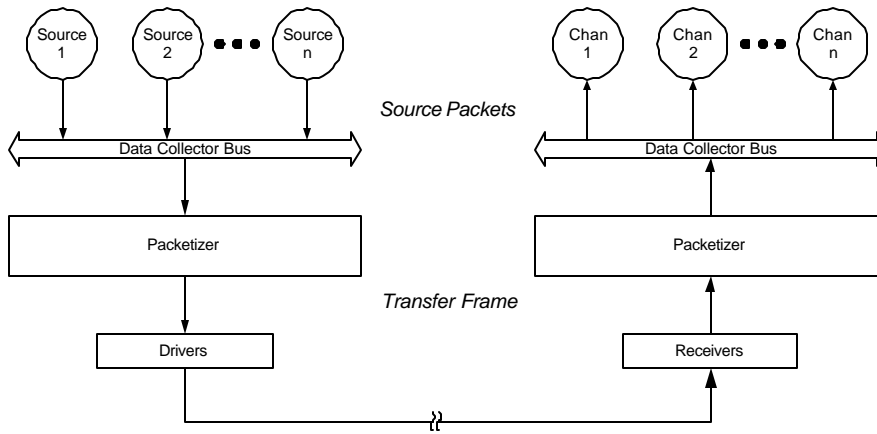 Source
1
Source
2
Source
n
Chan
1
Chan
2
Chan
n
Source Packets
Data Collector Bus
Data Collector Bus
Packetizer
Packetizer
Transfer Frame
Drivers
Receivers